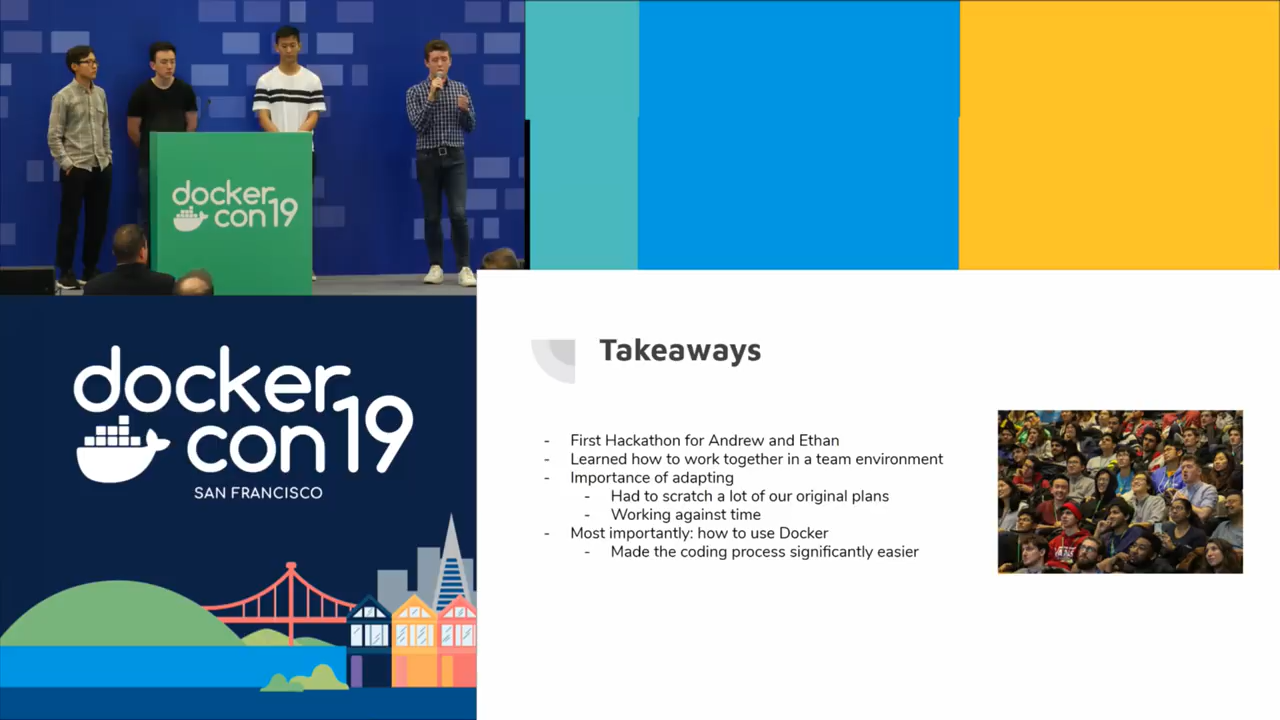 docker
con19
docker
con19
SAN FRANCISCO
Takeaways
- First Hackathon for Andrew and Ethan
- Learned how to work together in a team environment
- Importance of adapting
- Had to scratch a lot of our original plans
- Working against time
- Most importantly: how to use Docker
- Made the coding process significantly easier